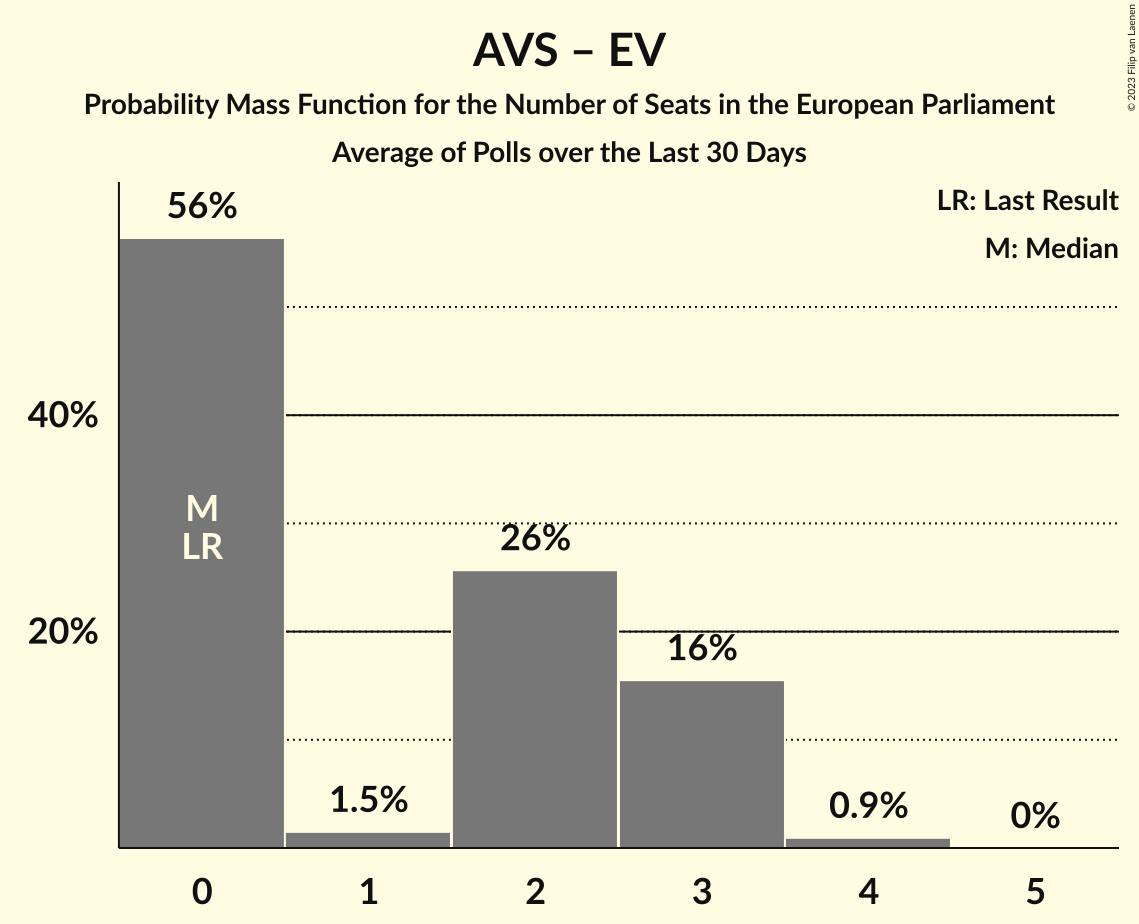 AVS – EV
Probability Mass Function for the Number of Seats in the European Parliament
Average of Polls over the Last 30 Days
© 2023 Filip van Laenen
LR: Last Result
M: Median
56%
40%
M
LR
26%
20%
16%
1.5%
0.9%
0%
0 1 2 3 4 5